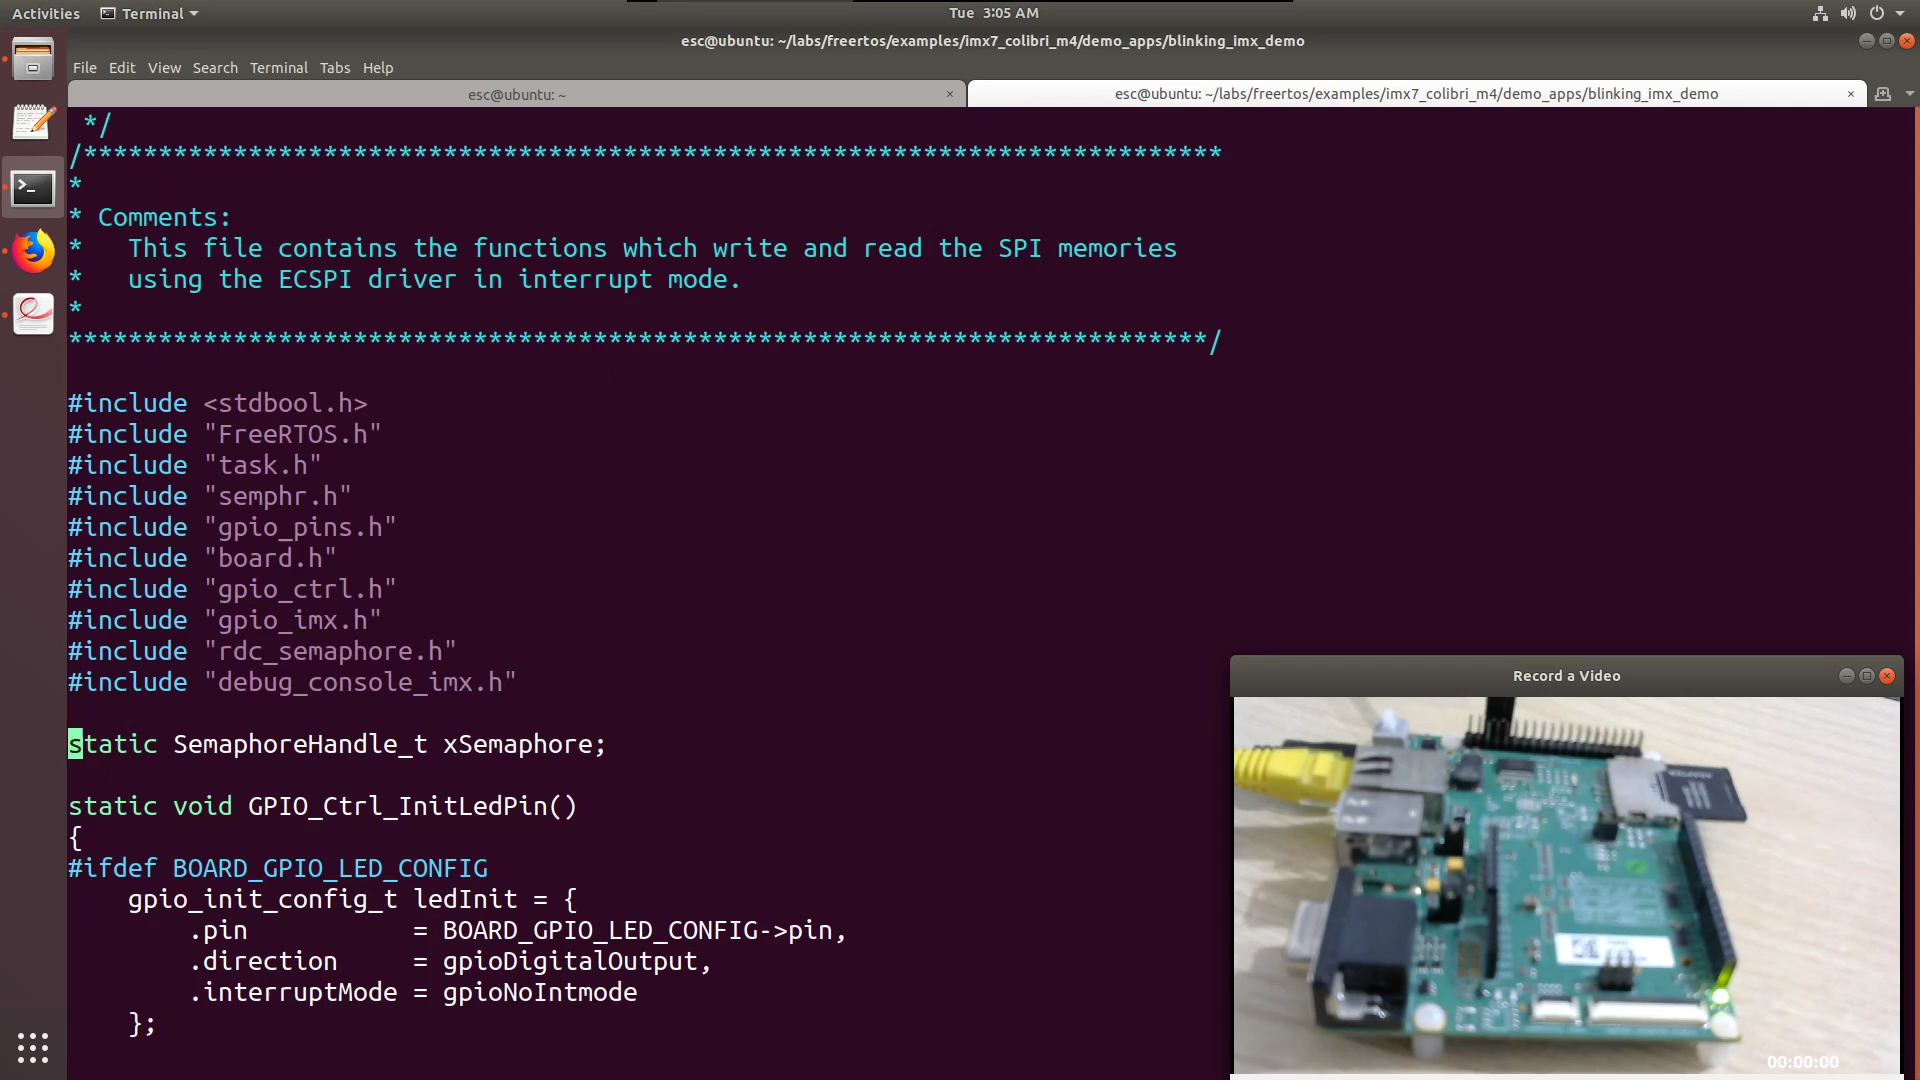 Activities Terminal Tue 3:05 AM
esc@ubuntu: ~/labs/freertos/examples/imx7_colibri_m4/demo_apps/blinking_imx_demo
File Edit View Search Terminal Tabs Help
esc@ubuntu: ~ × esc@ubuntu: ~/labs/freertos/examples/imx7_colibri_m4/demo_apps/blinking_imx_demo ×
*/
/****************************************************************************
*
* Comments:
*   This file contains the functions which write and read the SPI memories
*   using the ECSPI driver in interrupt mode.
*
****************************************************************************/
#include <stdbool.h>
#include "FreeRTOS.h"
#include "task.h"
#include "semphr.h"
#include "gpio_pins.h"
#include "board.h"
#include "gpio_ctrl.h"
#include "gpio_imx.h"
#include "rdc_semaphore.h"
#include "debug_console_imx.h"
static SemaphoreHandle_t xSemaphore;
static void GPIO_Ctrl_InitLedPin()
{
#ifdef BOARD_GPIO_LED_CONFIG
    gpio_init_config_t ledInit = {
        .pin           = BOARD_GPIO_LED_CONFIG->pin,
        .direction     = gpioDigitalOutput,
        .interruptMode = gpioNoIntmode
    };
Record a Video
00:00:00